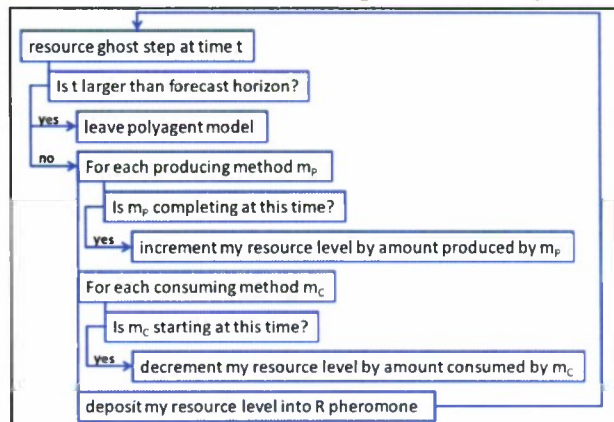 resource ghost step at time t
Is t larger than forecast horizon?
yes
leave polyagent model
no
For each producing method mP
Is mP completing at this time?
yes
increment my resource level by amount produced by mP
For each consuming method mC
Is mC starting at this time?
yes
decrement my resource level by amount consumed by mC
deposit my resource level into R pheromone